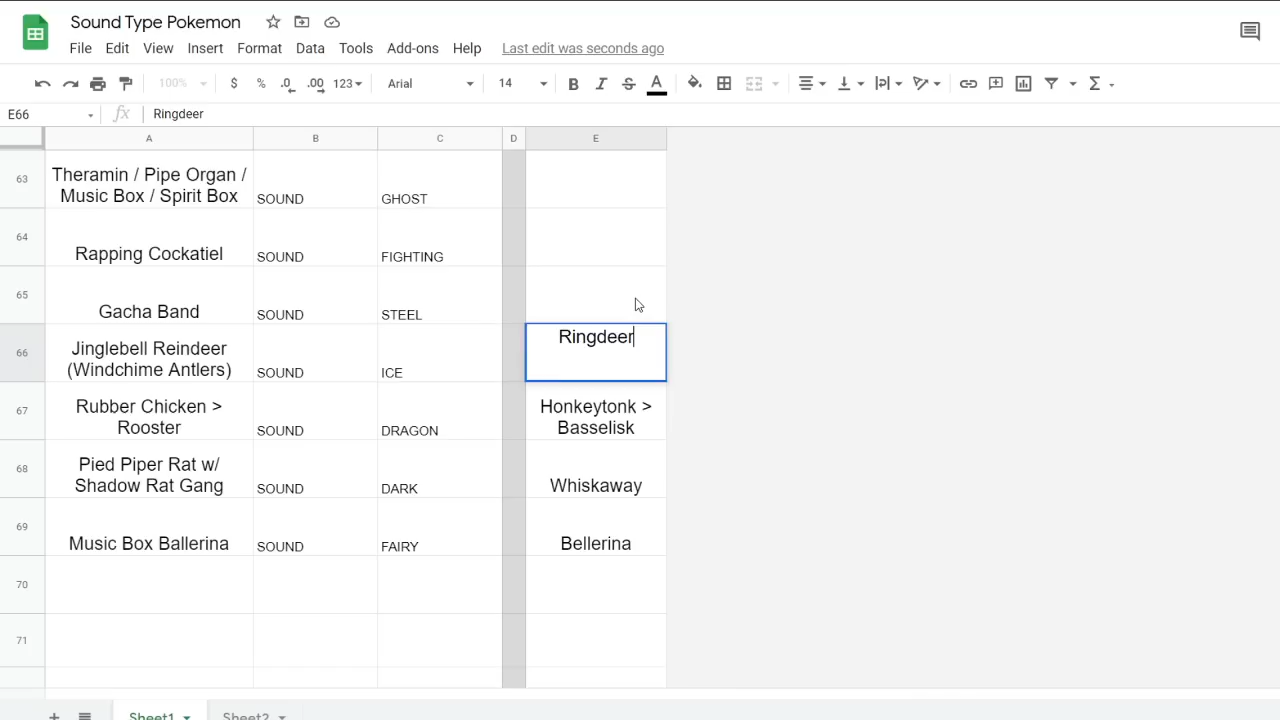 Sound Type Pokemon
File Edit View Insert Format Data Tools Add-ons Help Last edit was seconds ago
100% $ % .0 .00 123 Arial 14 B I S A Σ
E66 fx Ringdeer
A B C D E
63 Theramin / Pipe Organ / Music Box / Spirit Box SOUND GHOST
64 Rapping Cockatiel SOUND FIGHTING
65 Gacha Band SOUND STEEL
66 Jinglebell Reindeer (Windchime Antlers) SOUND ICE Ringdeer
67 Rubber Chicken > Rooster SOUND DRAGON Honkeytonk > Basselisk
68 Pied Piper Rat w/ Shadow Rat Gang SOUND DARK Whiskaway
69 Music Box Ballerina SOUND FAIRY Bellerina
70
71
+ Sheet1 Sheet2